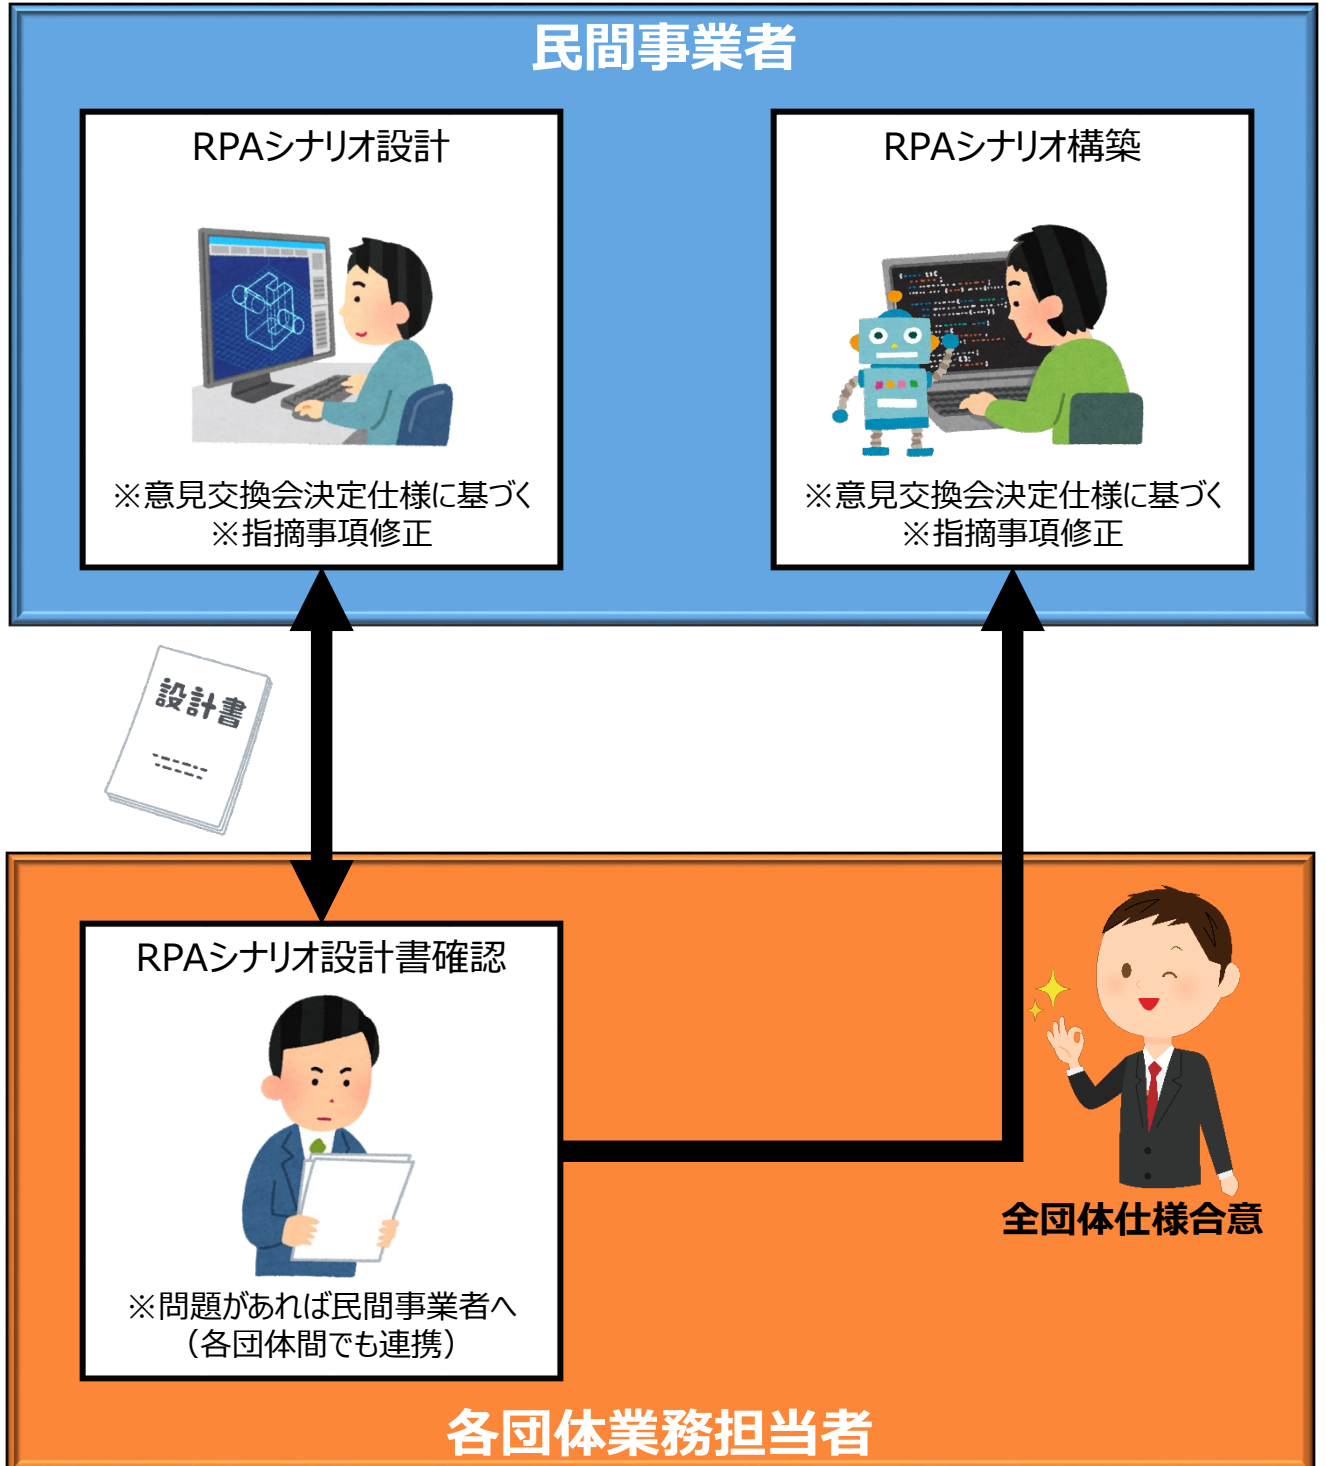 民間事業者
RPAシナリオ設計
※意見交換会決定仕様に基づく
※指摘事項修正
RPAシナリオ構築
※意見交換会決定仕様に基づく
※指摘事項修正
設計書
RPAシナリオ設計書確認
※問題があれば民間事業者へ
（各団体間でも連携）
全団体仕様合意
各団体業務担当者